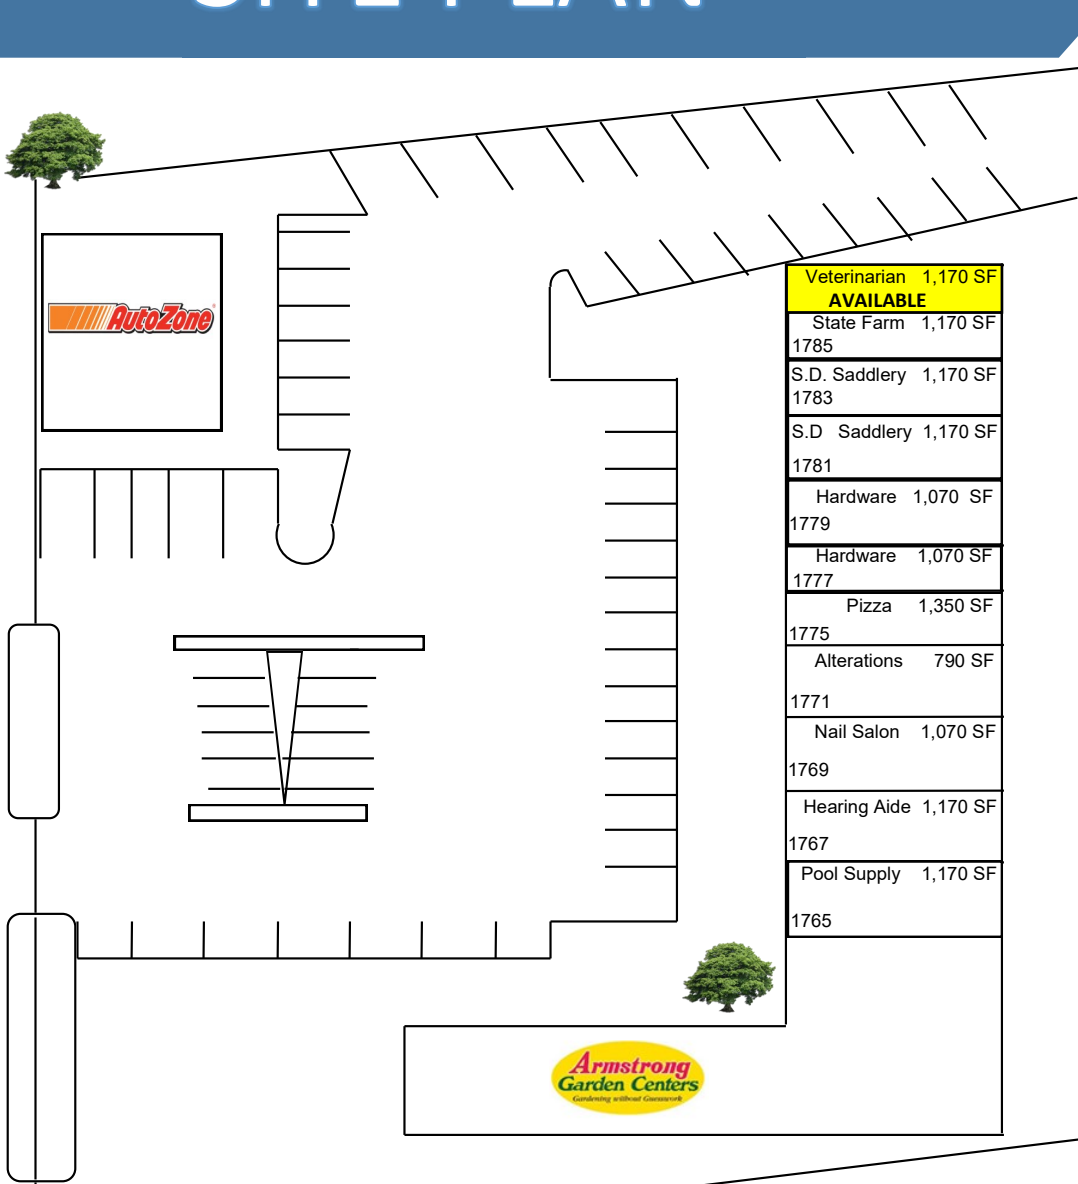 SITE PLAN
AutoZone
Veterinarian 1,170 SF
AVAILABLE
State Farm 1,170 SF
1785
S.D. Saddlery 1,170 SF
1783
S.D Saddlery 1,170 SF
1781
Hardware 1,070 SF
1779
Hardware 1,070 SF
1777
Pizza 1,350 SF
1775
Alterations 790 SF
1771
Nail Salon 1,070 SF
1769
Hearing Aide 1,170 SF
1767
Pool Supply 1,170 SF
1765
Armstrong
Garden Centers
Gardening without Guesswork